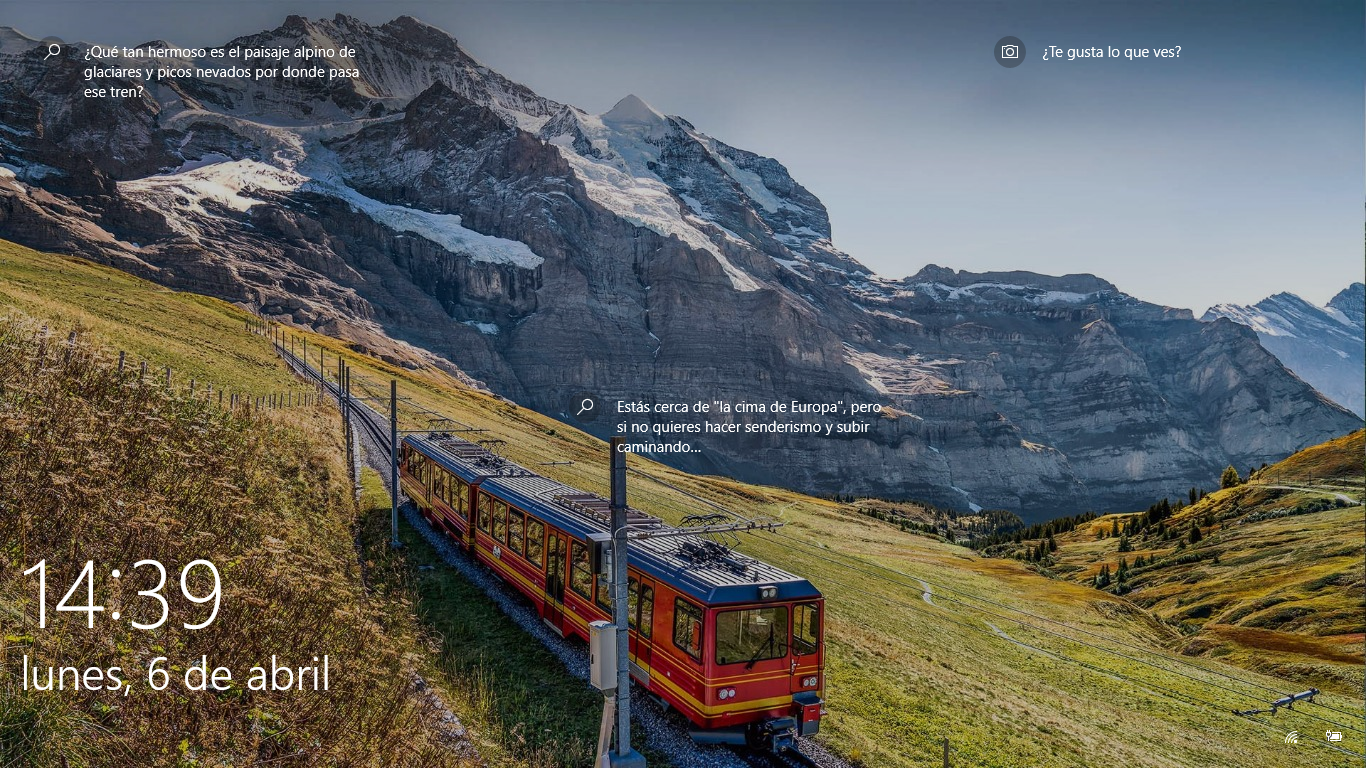 ¿Qué tan hermoso es el paisaje alpino de
glaciares y picos nevados por donde pasa
ese tren?
¿Te gusta lo que ves?
Estás cerca de "la cima de Europa", pero
si no quieres hacer senderismo y subir
caminando...
14:39
lunes, 6 de abril